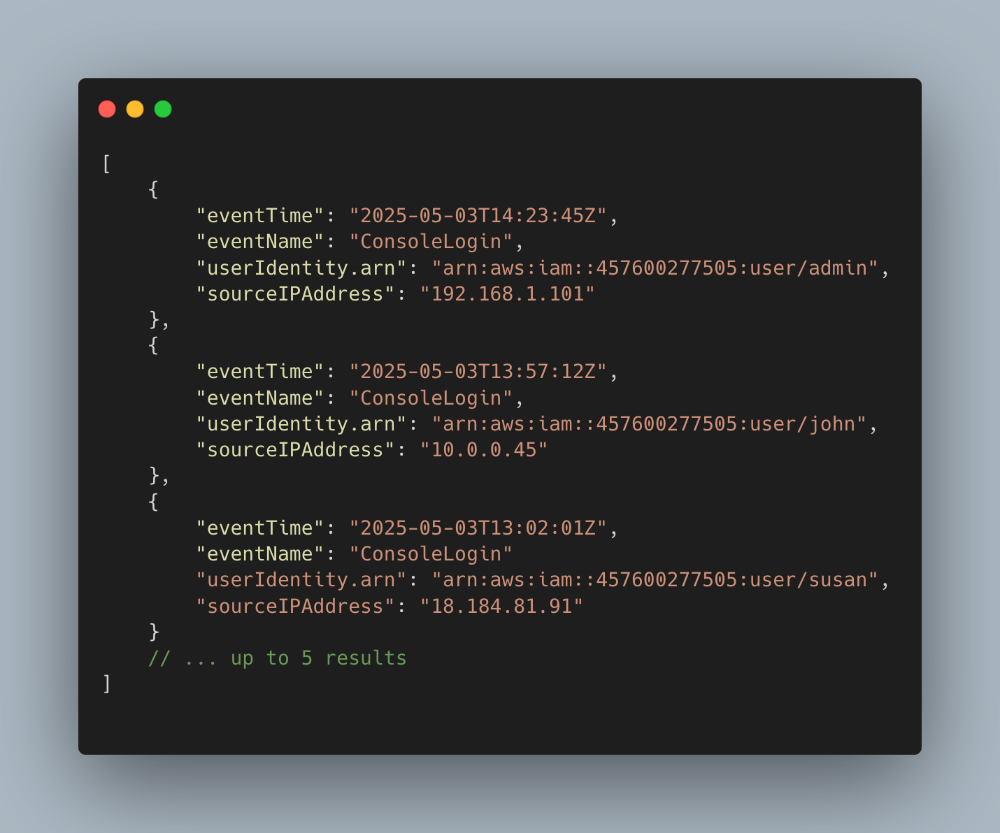 [
    {
        "eventTime": "2025-05-03T14:23:45Z",
        "eventName": "ConsoleLogin",
        "userIdentity.arn": "arn:aws:iam::457600277505:user/admin",
        "sourceIPAddress": "192.168.1.101"
    },
    {
        "eventTime": "2025-05-03T13:57:12Z",
        "eventName": "ConsoleLogin",
        "userIdentity.arn": "arn:aws:iam::457600277505:user/john",
        "sourceIPAddress": "10.0.0.45"
    },
    {
        "eventTime": "2025-05-03T13:02:01Z",
        "eventName": "ConsoleLogin"
        "userIdentity.arn": "arn:aws:iam::457600277505:user/susan",
        "sourceIPAddress": "18.184.81.91"
    }
    // ... up to 5 results
]